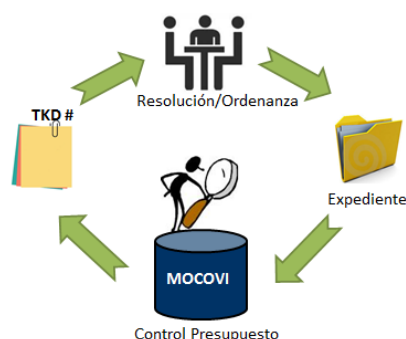 Resolución/Ordenanza
TKD #
Expediente
MOCOVI
Control Presupuesto